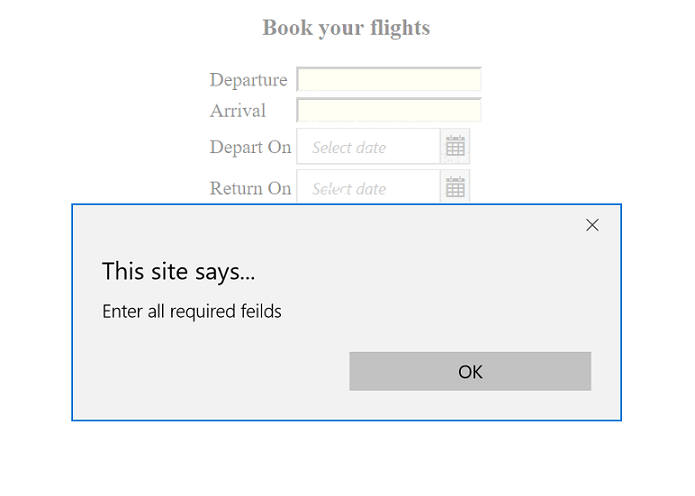 Book your flights
Departure
Arrival
Depart On Select date
Return On Select date
This site says...
Enter all required feilds
OK